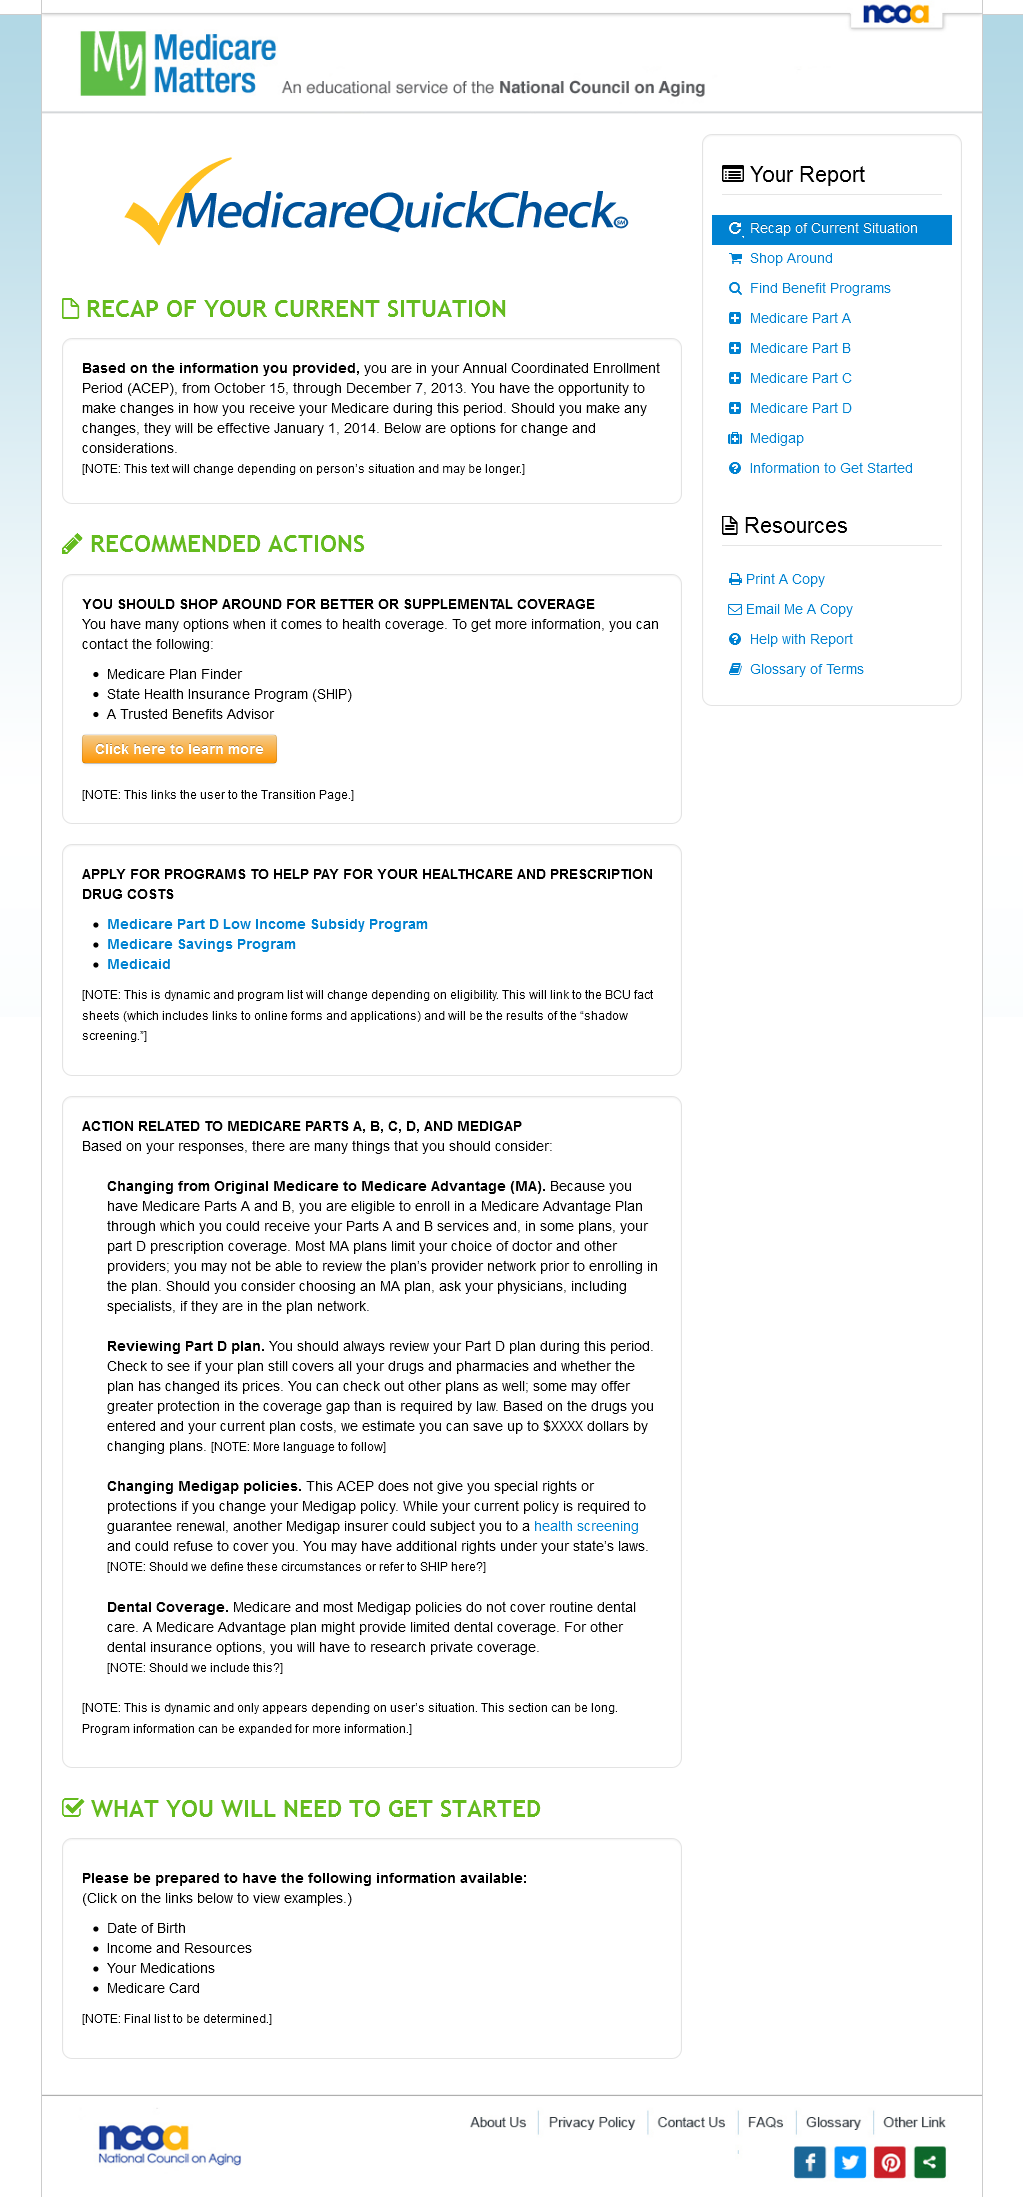 ncoa
My Medicare Matters
An educational service of the National Council on Aging
MedicareQuickCheck SM
RECAP OF YOUR CURRENT SITUATION
Based on the information you provided, you are in your Annual Coordinated Enrollment
Period (ACEP), from October 15, through December 7, 2013. You have the opportunity to
make changes in how you receive your Medicare during this period. Should you make any
changes, they will be effective January 1, 2014. Below are options for change and
considerations.
[NOTE: This text will change depending on person's situation and may be longer.]
RECOMMENDED ACTIONS
YOU SHOULD SHOP AROUND FOR BETTER OR SUPPLEMENTAL COVERAGE
You have many options when it comes to health coverage. To get more information, you can
contact the following:
Medicare Plan Finder
State Health Insurance Program (SHIP)
A Trusted Benefits Advisor
Click here to learn more
[NOTE: This links the user to the Transition Page.]
APPLY FOR PROGRAMS TO HELP PAY FOR YOUR HEALTHCARE AND PRESCRIPTION
DRUG COSTS
Medicare Part D Low Income Subsidy Program
Medicare Savings Program
Medicaid
[NOTE: This is dynamic and program list will change depending on eligibility. This will link to the BCU fact
sheets (which includes links to online forms and applications) and will be the results of the “shadow
screening.”]
ACTION RELATED TO MEDICARE PARTS A, B, C, D, AND MEDIGAP
Based on your responses, there are many things that you should consider:
Changing from Original Medicare to Medicare Advantage (MA). Because you
have Medicare Parts A and B, you are eligible to enroll in a Medicare Advantage Plan
through which you could receive your Parts A and B services and, in some plans, your
part D prescription coverage. Most MA plans limit your choice of doctor and other
providers; you may not be able to review the plan's provider network prior to enrolling in
the plan. Should you consider choosing an MA plan, ask your physicians, including
specialists, if they are in the plan network.
Reviewing Part D plan. You should always review your Part D plan during this period.
Check to see if your plan still covers all your drugs and pharmacies and whether the
plan has changed its prices. You can check out other plans as well; some may offer
greater protection in the coverage gap than is required by law. Based on the drugs you
entered and your current plan costs, we estimate you can save up to $XXXX dollars by
changing plans. [NOTE: More language to follow]
Changing Medigap policies. This ACEP does not give you special rights or
protections if you change your Medigap policy. While your current policy is required to
guarantee renewal, another Medigap insurer could subject you to a health screening
and could refuse to cover you. You may have additional rights under your state's laws.
[NOTE: Should we define these circumstances or refer to SHIP here?]
Dental Coverage. Medicare and most Medigap policies do not cover routine dental
care. A Medicare Advantage plan might provide limited dental coverage. For other
dental insurance options, you will have to research private coverage.
[NOTE: Should we include this?]
[NOTE: This is dynamic and only appears depending on user's situation. This section can be long.
Program information can be expanded for more information.]
WHAT YOU WILL NEED TO GET STARTED
Please be prepared to have the following information available:
(Click on the links below to view examples.)
Date of Birth
Income and Resources
Your Medications
Medicare Card
[NOTE: Final list to be determined.]
Your Report
Recap of Current Situation
Shop Around
Find Benefit Programs
Medicare Part A
Medicare Part B
Medicare Part C
Medicare Part D
Medigap
Information to Get Started
Resources
Print A Copy
Email Me A Copy
Help with Report
Glossary of Terms
ncoa
National Council on Aging
About Us | Privacy Policy | Contact Us | FAQs | Glossary | Other Link